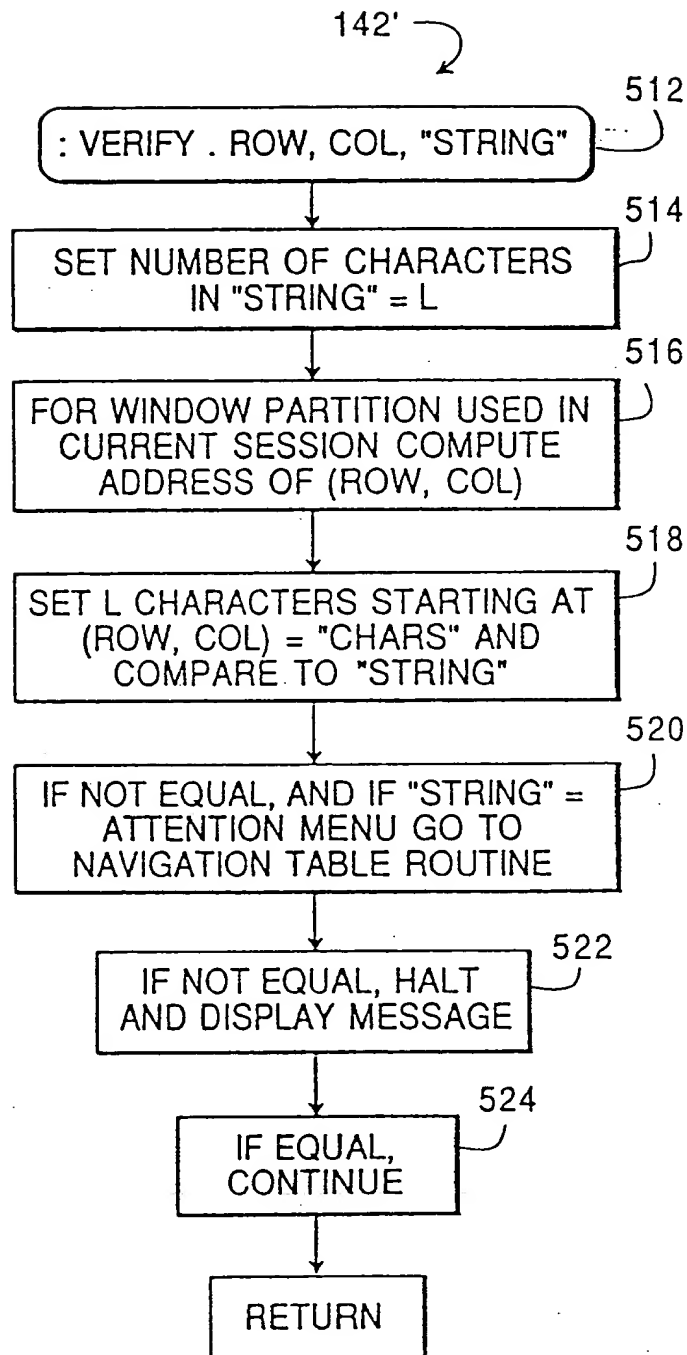 142'
512
: VERIFY . ROW, COL, "STRING"
514
SET NUMBER OF CHARACTERS
IN "STRING" = L
516
FOR WINDOW PARTITION USED IN
CURRENT SESSION COMPUTE
ADDRESS OF (ROW, COL)
518
SET L CHARACTERS STARTING AT
(ROW, COL) = "CHARS" AND
COMPARE TO "STRING"
520
IF NOT EQUAL, AND IF "STRING" =
ATTENTION MENU GO TO
NAVIGATION TABLE ROUTINE
522
IF NOT EQUAL, HALT
AND DISPLAY MESSAGE
524
IF EQUAL,
CONTINUE
RETURN